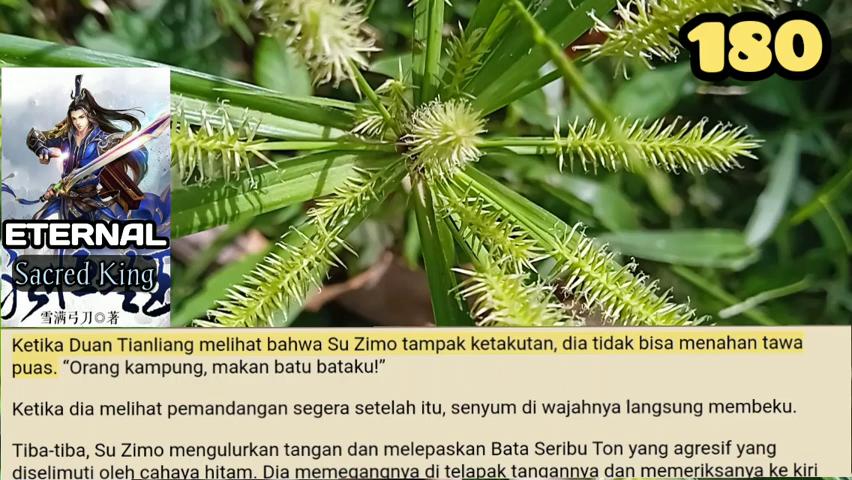 180
ETERNAL
Sacred King
雪满弓刀◎著
Ketika Duan Tianliang melihat bahwa Su Zimo tampak ketakutan, dia tidak bisa menahan tawa
puas. “Orang kampung, makan batu bataku!”
Ketika dia melihat pemandangan segera setelah itu, senyum di wajahnya langsung membeku.
Tiba-tiba, Su Zimo mengulurkan tangan dan melepaskan Bata Seribu Ton yang agresif yang
diselimuti oleh cahaya hitam. Dia memegangnya di telapak tangannya dan memeriksanya ke kiri